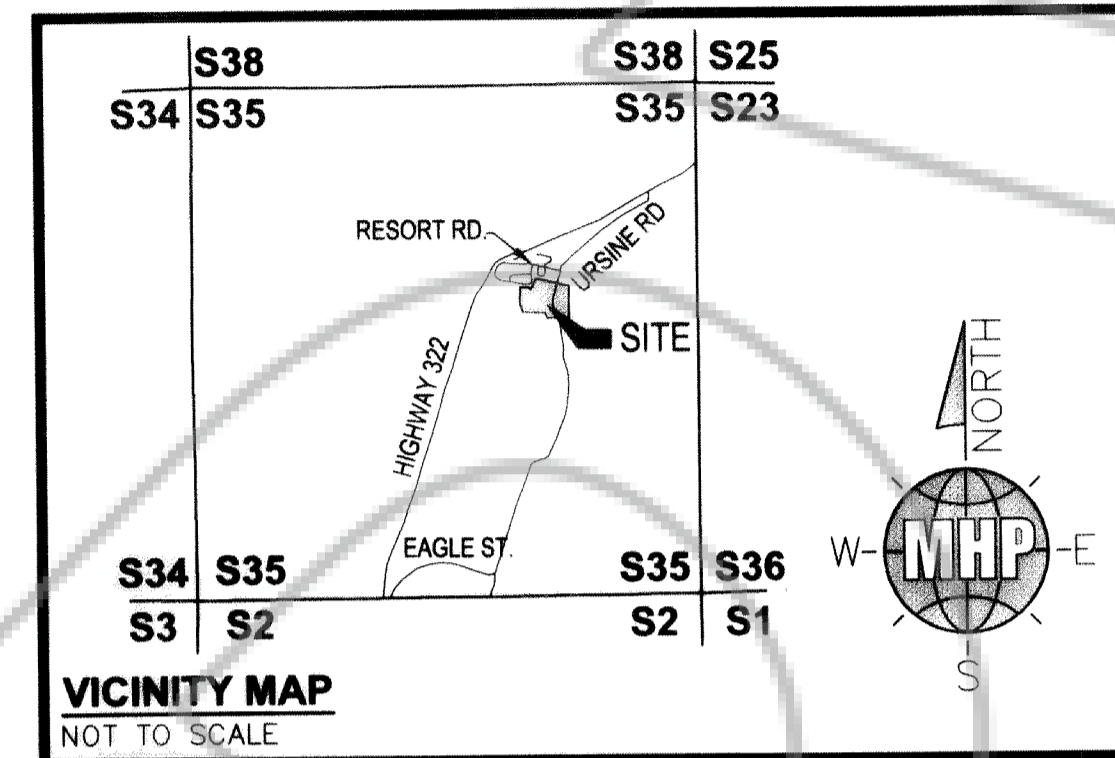 S38 S38 S25
S34 S35 S35 S23
RESORT RD.
URSINE RD
SITE
HIGHWAY 322
NORTH
EAGLE ST.
W- MHP -E
S34 S35 S35 S36
S3 S2 S2 S1
S
VICINITY MAP
NOT TO SCALE